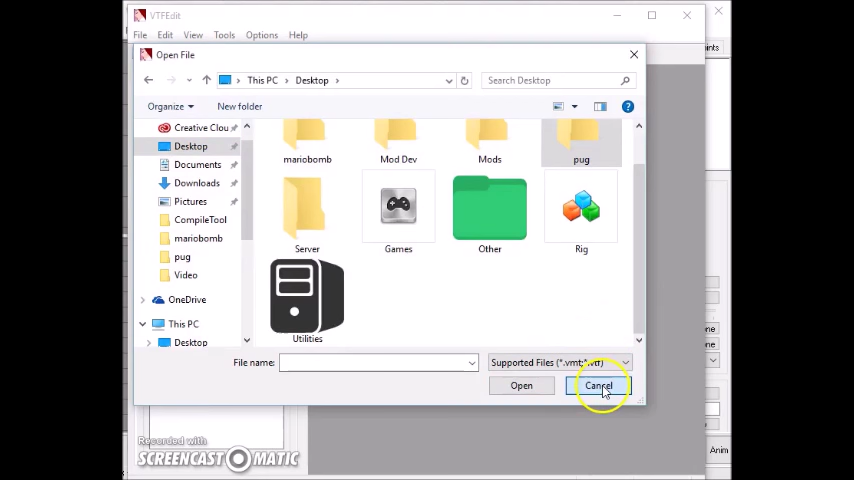 VTFEdit
File Edit View Tools Options Help
Open File
This PC Desktop
Search Desktop
Organize New folder
Creative Clou
Desktop
Documents
Downloads
Pictures
CompileTool
mariobomb
pug
Video
OneDrive
This PC
Desktop
mariobomb Mod Dev Mods pug
Server Games Other Rig
Utilities
File name:
Supported Files (*.vmt;*.vtf)
Open Cancel
Anim
Recorded with
SCREENCAST-O-MATIC